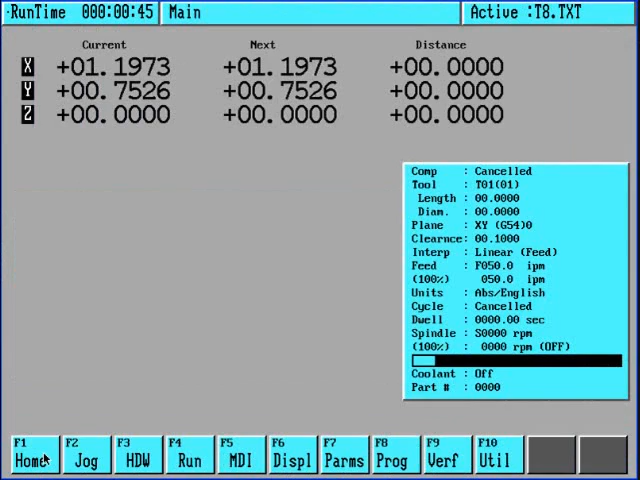 ·RunTime 000:00:45 Main Active :T8.TXT
Current Next Distance
X +01.1973 +01.1973 +00.0000
Y +00.7526 +00.7526 +00.0000
Z +00.0000 +00.0000 +00.0000
Comp : Cancelled
Tool : T01(01)
Length : 00.0000
Diam. : 00.0000
Plane : XY (G54)0
Clearnce: 00.1000
Interp : Linear (Feed)
Feed : F050.0 ipm
(100%) 050.0 ipm
Units : Abs/English
Cycle : Cancelled
Dwell : 0000.00 sec
Spindle : S0000 rpm
(100%) : 0000 rpm (OFF)
Coolant : Off
Part # : 0000
F1 F2 F3 F4 F5 F6 F7 F8 F9 F10
Home Jog HDW Run MDI Displ Parms Prog Verf Util